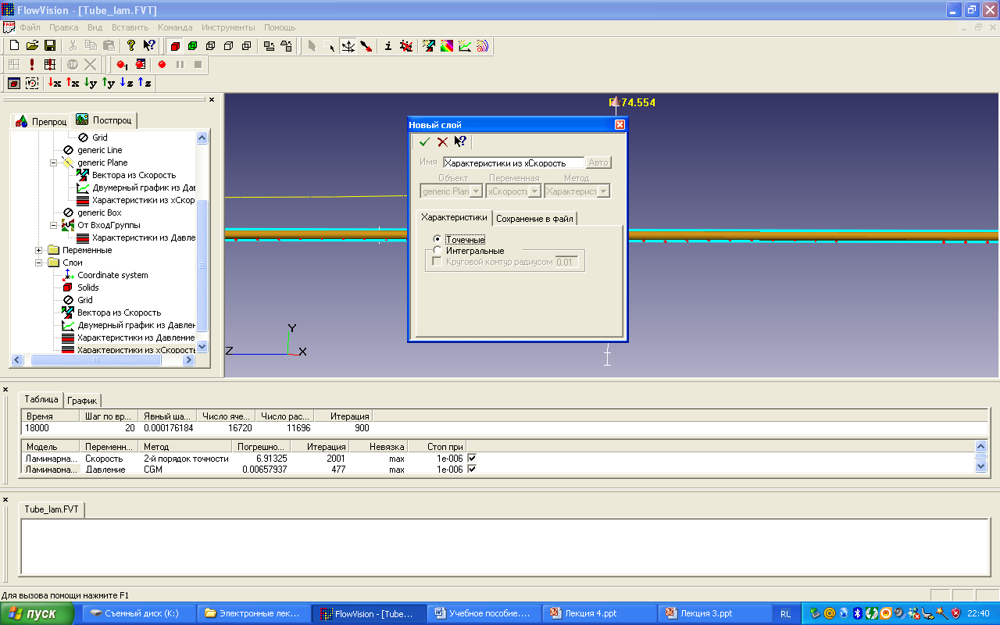 FlowVision - [Tube_lam.FVT]
Файл Правка Вид Вставить Команда Инструменты Помощь
x x y y z z
Препроц Постпроц
Grid
generic Line
generic Plane
Вектора из Скорость
Двумерный график из Дав
Характеристики из хСкор
generic Box
От ВходГруппы
Характеристики из Давле
Переменные
Слои
Coordinate system
Solids
Grid
Вектора из Скорость
Двумерный график из Давлен
Характеристики из Давление
Характеристики из хСкорость
74.554
Y
Z
X
Новый слой
Имя Характеристики из хСкорость Авто
Объект Переменная Метод
generic Plan хСкорость Характерист
Характеристики Сохранение в файл
Точечные
Интегральные
Круговой контур радиусом 0.01
Таблица График
Время Шаг по вр... Явный ша... Число яче... Число рас... Итерация
18000 20 0.000176184 16720 11696 900
Модель Переменн... Метод Погрешно... Итерация Невязка Стоп при
Ламинарна... Скорость 2-й порядок точности 6.91325 2001 max 1e-006
Ламинарна... Давление CGM 0.00657937 477 max 1e-006
Tube_lam.FVT
Для вызова помощи нажмите F1
пуск Съемный диск (K:) Электронные лек... FlowVision - [Tube... Учебное пособие.... Лекция 4.ppt Лекция 3.ppt RL 22:40